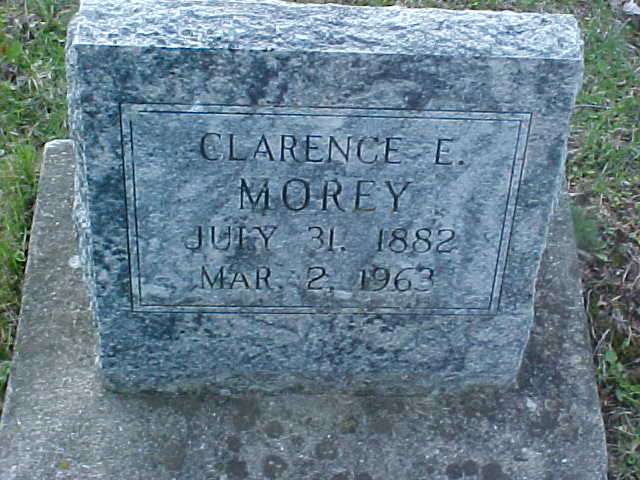 CLARENCE E.
MOREY
JULY 31, 1882
MAR. 2, 1963